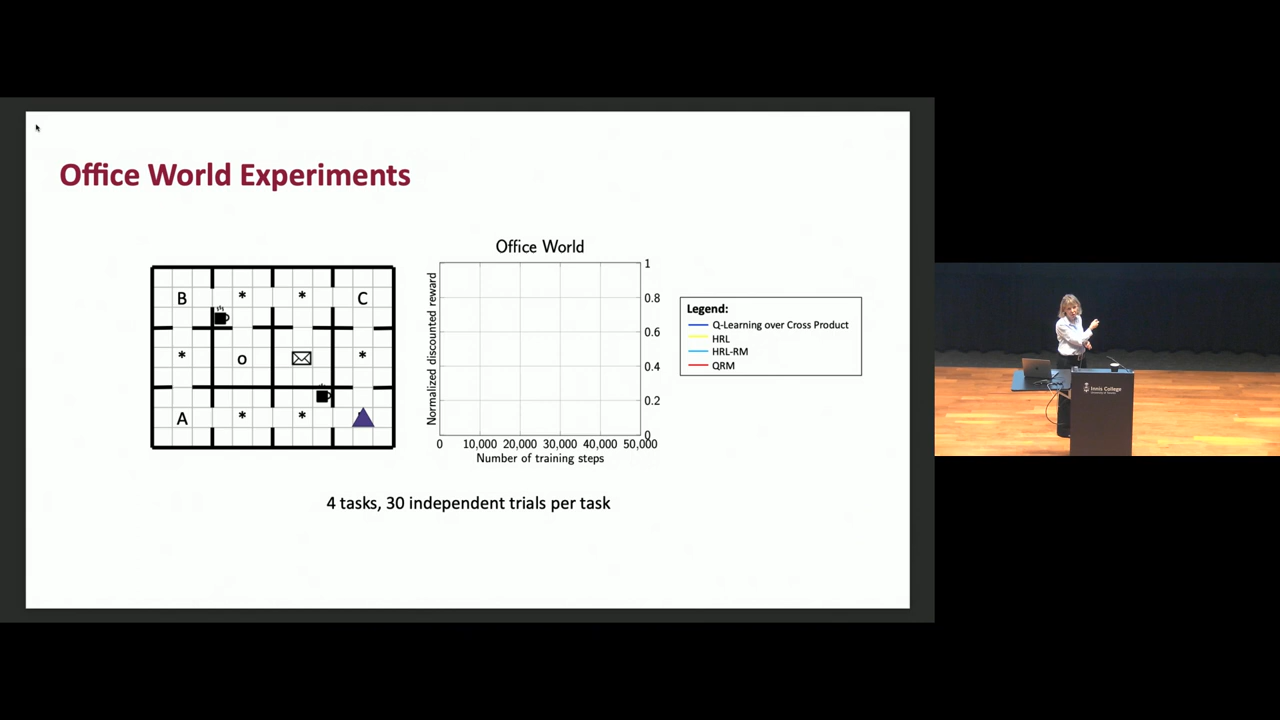 Office World Experiments
Office World
B * * C
* o *
A * *
Normalized discounted reward
1
0.8
0.6
0.4
0.2
0
0 10,000 20,000 30,000 40,000 50,000
Number of training steps
Legend:
Q-Learning over Cross Product
HRL
HRL-RM
QRM
4 tasks, 30 independent trials per task
Innis College